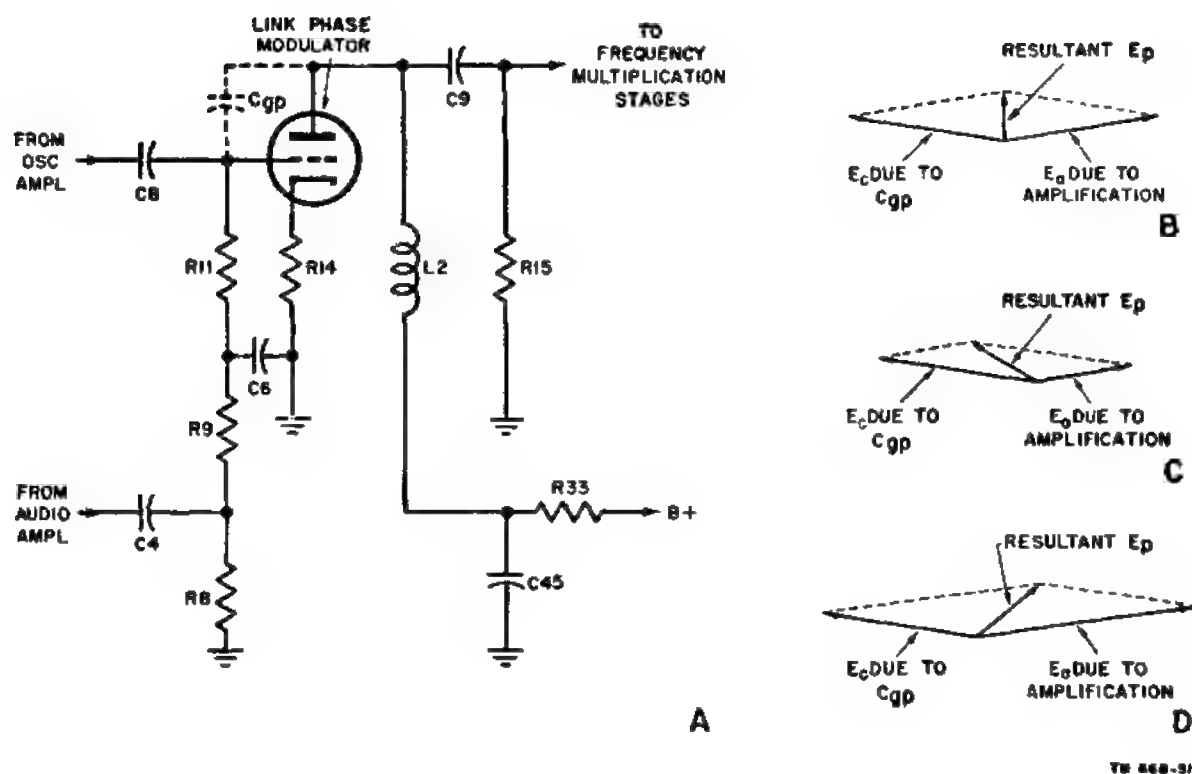 LINK PHASE
MODULATOR
TO
FREQUENCY
MULTIPLICATION
STAGES
Cgp
C9
FROM
OSC
AMPL
C8
R11
R14
L2
R15
C6
R9
FROM
AUDIO
AMPL
C4
R33
B+
R8
C45
A
RESULTANT Ep
Ec DUE TO
Cgp
Ea DUE TO
AMPLIFICATION
B
RESULTANT Ep
Ec DUE TO
Cgp
Ea DUE TO
AMPLIFICATION
C
RESULTANT Ep
Ec DUE TO
Cgp
Ea DUE TO
AMPLIFICATION
D
TM